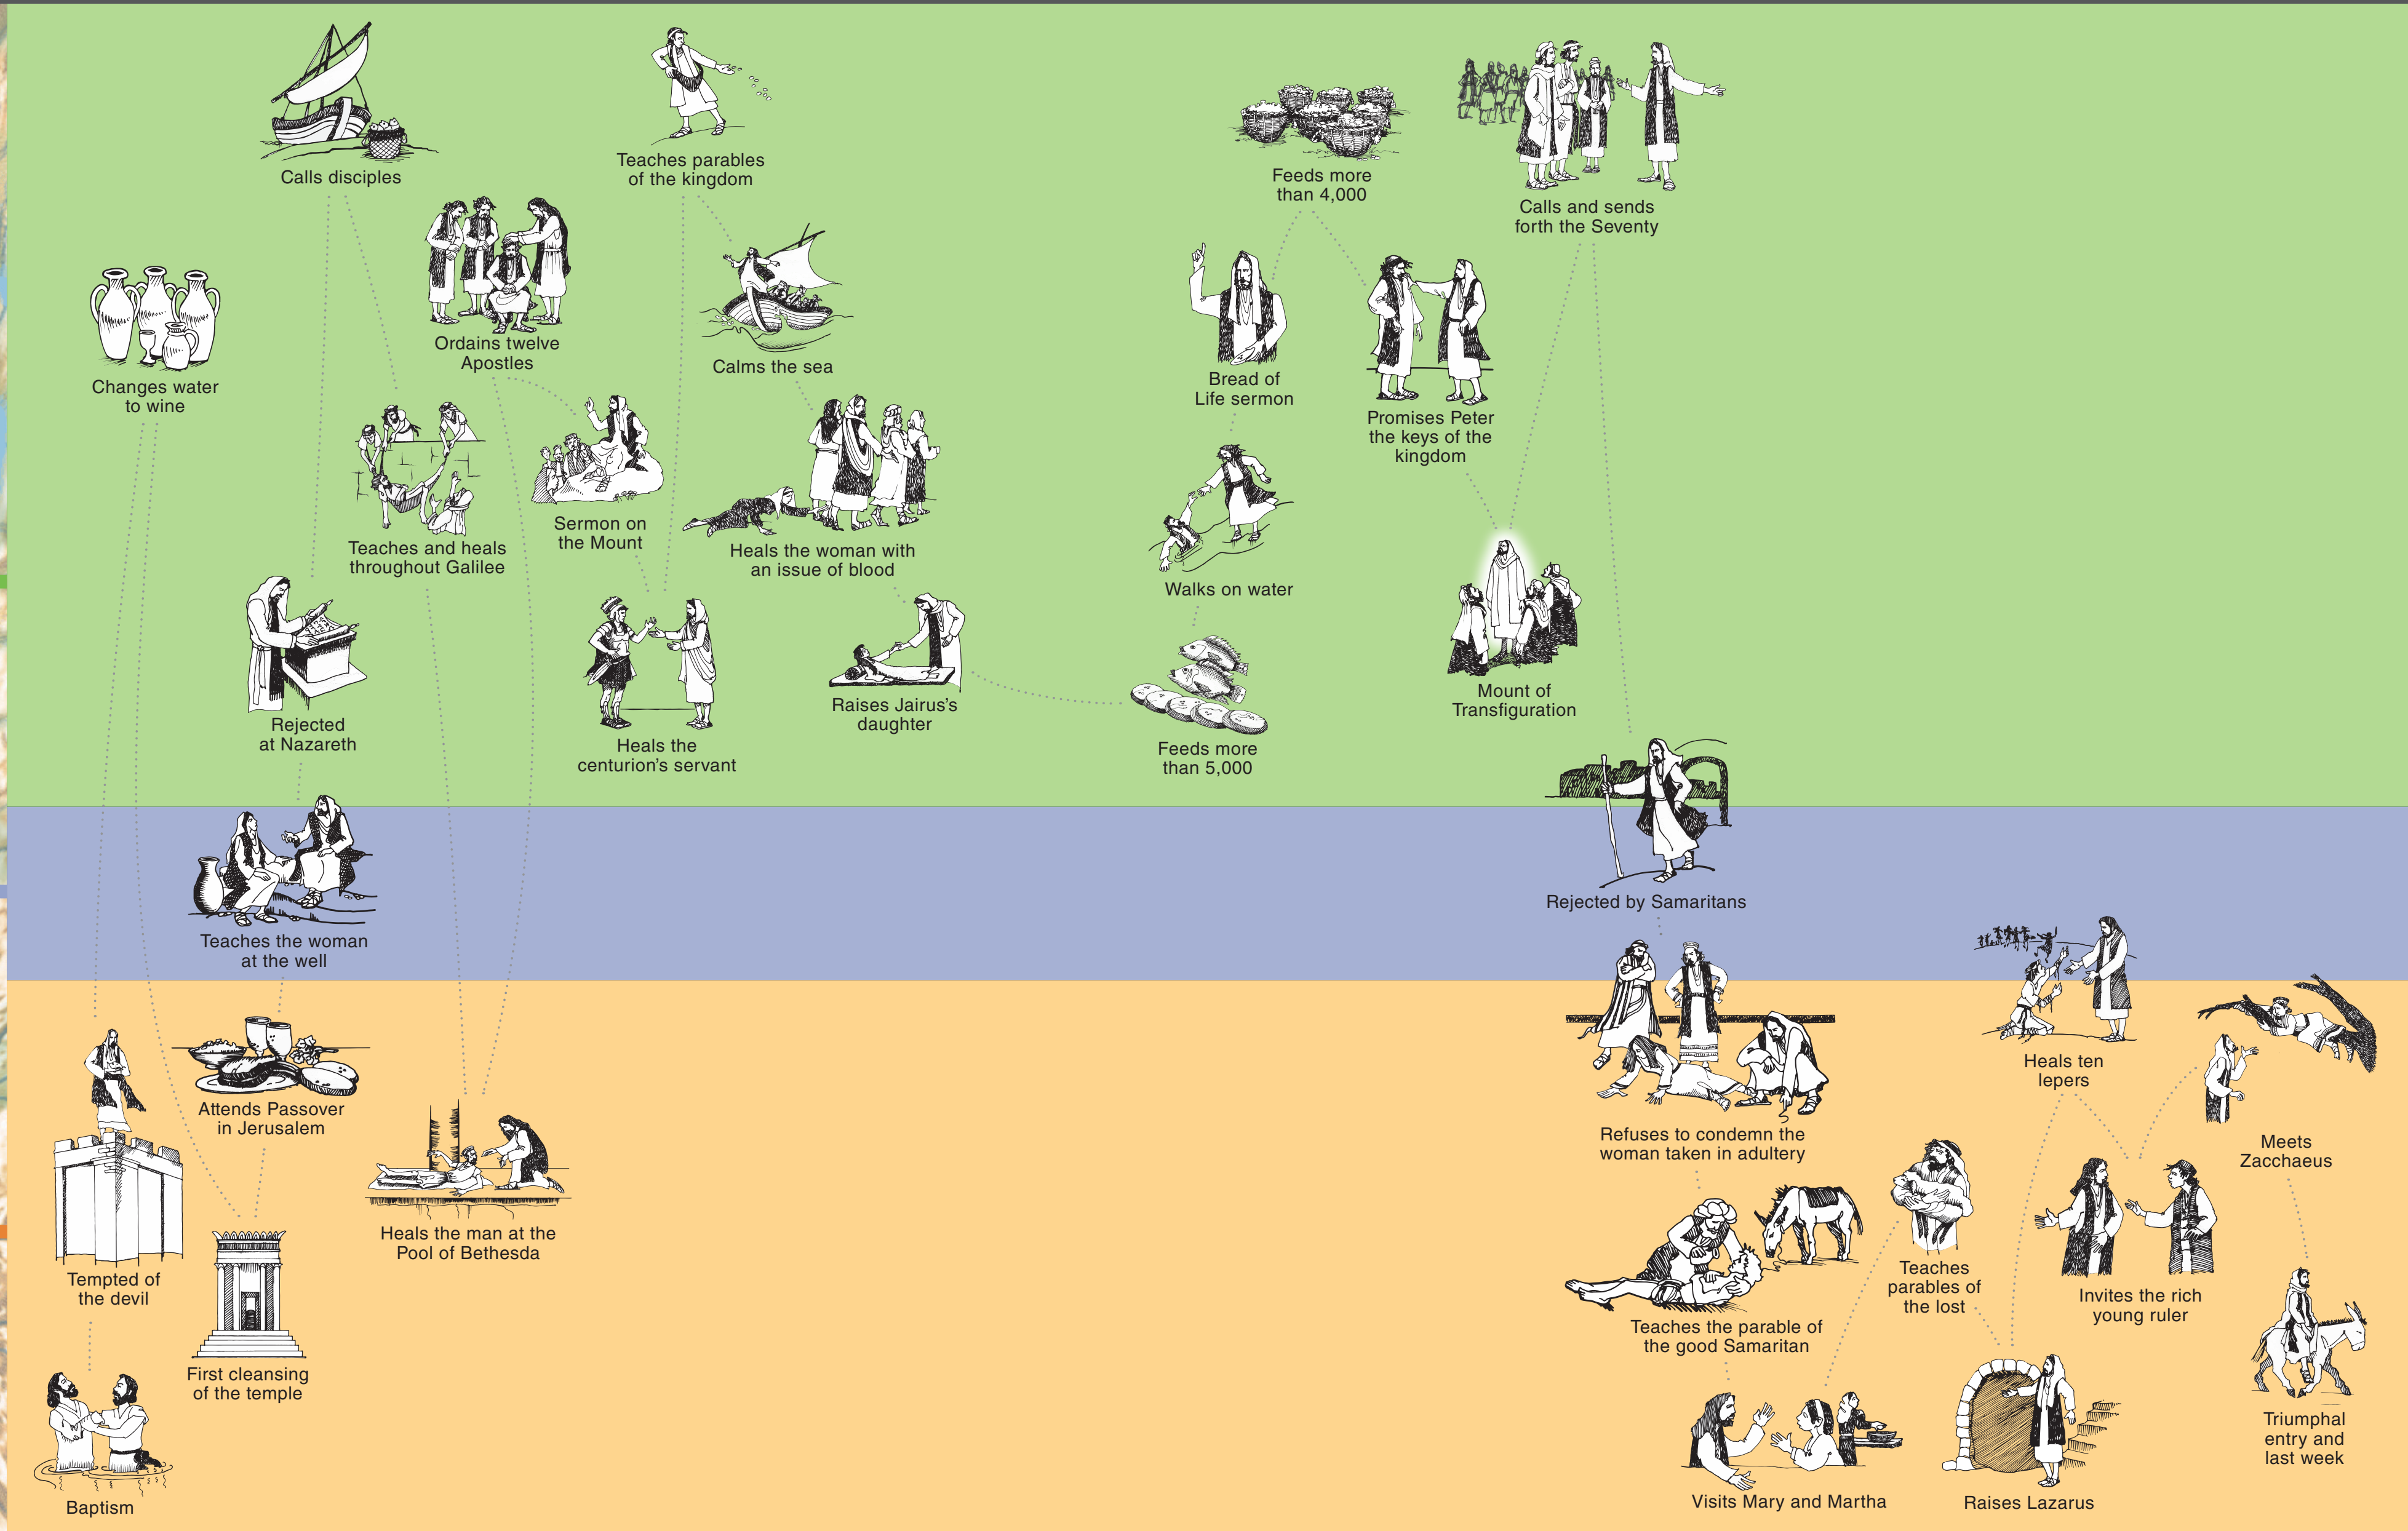 Calls disciples
Teaches parables
of the kingdom
Feeds more
than 4,000
Calls and sends
forth the Seventy
Changes water
to wine
Ordains twelve
Apostles
Calms the sea
Bread of
Life sermon
Promises Peter
the keys of the
kingdom
Teaches and heals
throughout Galilee
Sermon on
the Mount
Heals the woman with
an issue of blood
Walks on water
Rejected
at Nazareth
Heals the
centurion’s servant
Raises Jairus’s
daughter
Feeds more
than 5,000
Mount of
Transfiguration
Teaches the woman
at the well
Rejected by Samaritans
Attends Passover
in Jerusalem
Refuses to condemn the
woman taken in adultery
Heals ten
lepers
Meets
Zacchaeus
Tempted of
the devil
Heals the man at the
Pool of Bethesda
Teaches
parables of
the lost
Invites the rich
young ruler
First cleansing
of the temple
Teaches the parable of
the good Samaritan
Triumphal
entry and
last week
Baptism
Visits Mary and Martha
Raises Lazarus